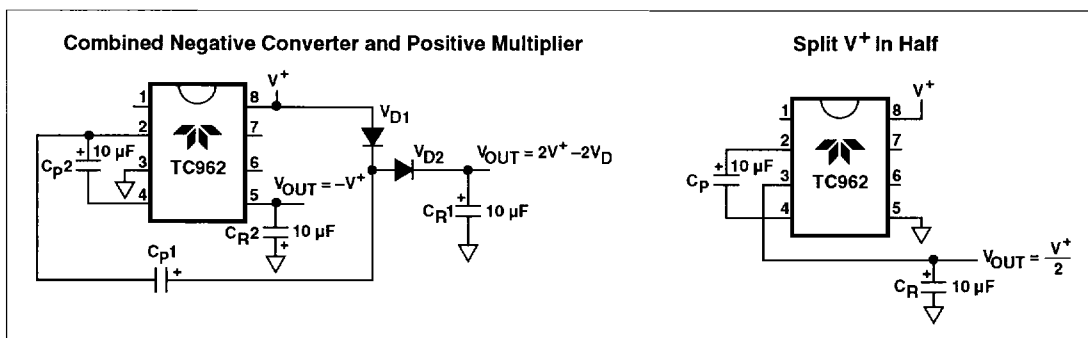 Combined Negative Converter and Positive Multiplier
V+
1
2
3
4
8
7
6
5
TC962
CP2
+
10 µF
VD1
VD2
VOUT = 2V+ – 2VD
VOUT = –V+
CR2
10 µF
+
CR1
+
10 µF
CP1
+
Split V+ in Half
V+
1
2
3
4
8
7
6
5
TC962
CP
+
10 µF
VOUT = V+/2
CR
+
10 µF